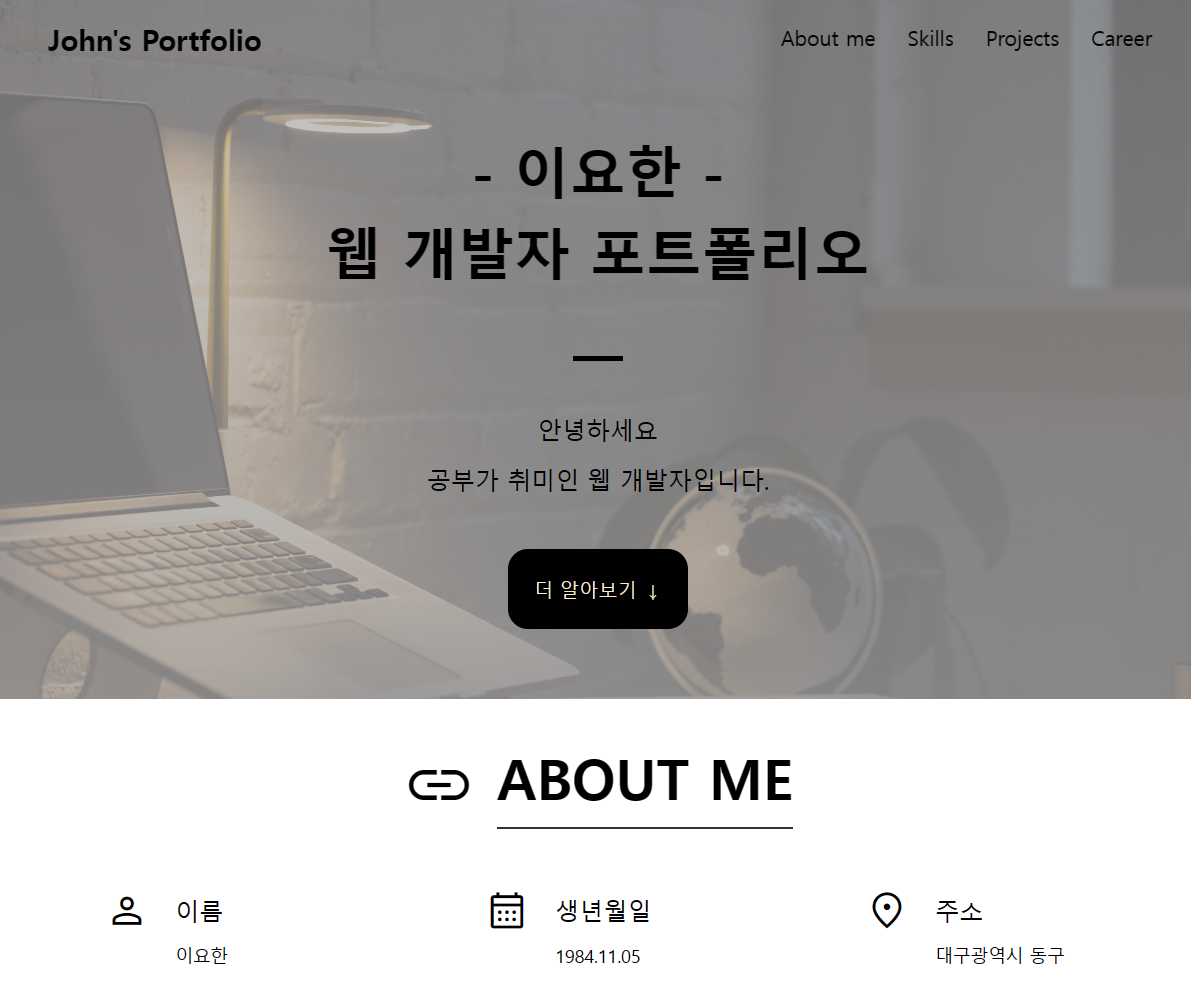 John's Portfolio
About me Skills Projects Career
- 이요한 -
웹 개발자 포트폴리오
안녕하세요
공부가 취미인 웹 개발자입니다.
더 알아보기 ↓
ABOUT ME
이름
이요한
생년월일
1984.11.05
주소
대구광역시 동구